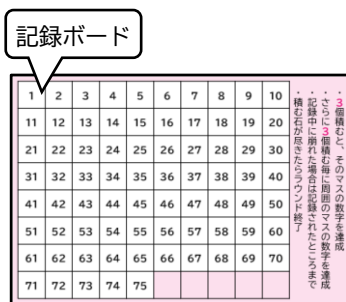 記録ボード
1 2 3 4 5 6 7 8 9 10
11 12 13 14 15 16 17 18 19 20
21 22 23 24 25 26 27 28 29 30
31 32 33 34 35 36 37 38 39 40
41 42 43 44 45 46 47 48 49 50
51 52 53 54 55 56 57 58 59 60
61 62 63 64 65 66 67 68 69 70
71 72 73 74 75
・3個積むと、そのマスの数字を達成
・さらに3個積む毎に周囲のマスの数字を達成
・記録中に崩れた場合は記録されたところまで
・積む石が尽きたらラウンド終了